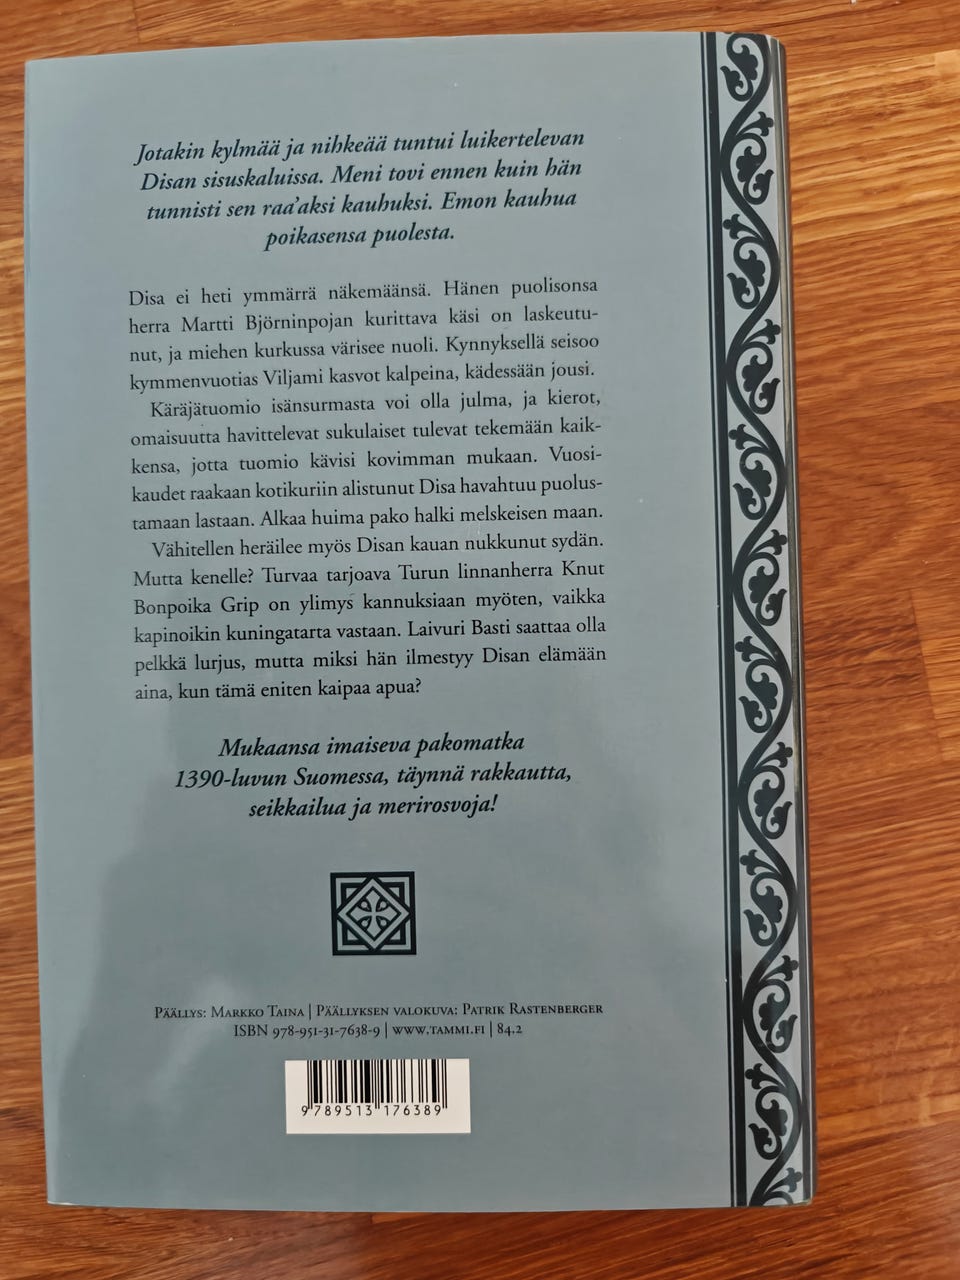 Jotakin kylmää ja nihkeää tuntui luikertelevan
Disan sisuskaluissa. Meni tovi ennen kuin hän
tunnisti sen raa'aksi kauhuksi. Emon kauhua
poikasensa puolesta.
Disa ei heti ymmärrä näkemäänsä. Hänen puolisonsa
herra Martti Björninpojan kurittava käsi on laskeutu-
nut, ja miehen kurkussa värisee nuoli. Kynnyksellä seisoo
kymmenvuotias Viljami kasvot kalpeina, kädessään jousi.
Käräjätuomio isänsurmasta voi olla julma, ja kierot,
omaisuutta havittelevat sukulaiset tulevat tekemään kaik-
kensa, jotta tuomio kävisi kovimman mukaan. Vuosi-
kaudet raakaan kotikuriin alistunut Disa havahtuu puolus-
tamaan lastaan. Alkaa huima pako halki melskeisen maan.
Vähitellen heräilee myös Disan kauan nukkunut sydän.
Mutta kenelle? Turvaa tarjoava Turun linnanherra Knut
Bonpoika Grip on ylimys kannuksiaan myöten, vaikka
kapinoikin kuningatarta vastaan. Laivuri Basti saattaa olla
pelkkä lurjus, mutta miksi hän ilmestyy Disan elämään
aina, kun tämä eniten kaipaa apua?
Mukaansa imaiseva pakomatka
1390-luvun Suomessa, täynnä rakkautta,
seikkailua ja merirosvoja!
Päällys: Markko Taina | Päällyksen valokuva: Patrik Rastenberger
ISBN 978-951-31-7638-9 | www.tammi.fi | 84.2
9 789513 176389